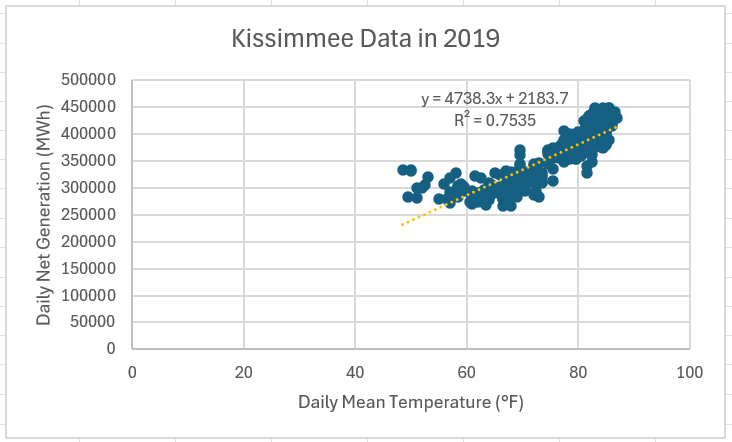 Kissimmee Data in 2019
y = 4738.3x + 2183.7
R² = 0.7535
Daily Net Generation (MWh)
500000
450000
400000
350000
300000
250000
200000
150000
100000
50000
0
0 20 40 60 80 100
Daily Mean Temperature (°F)